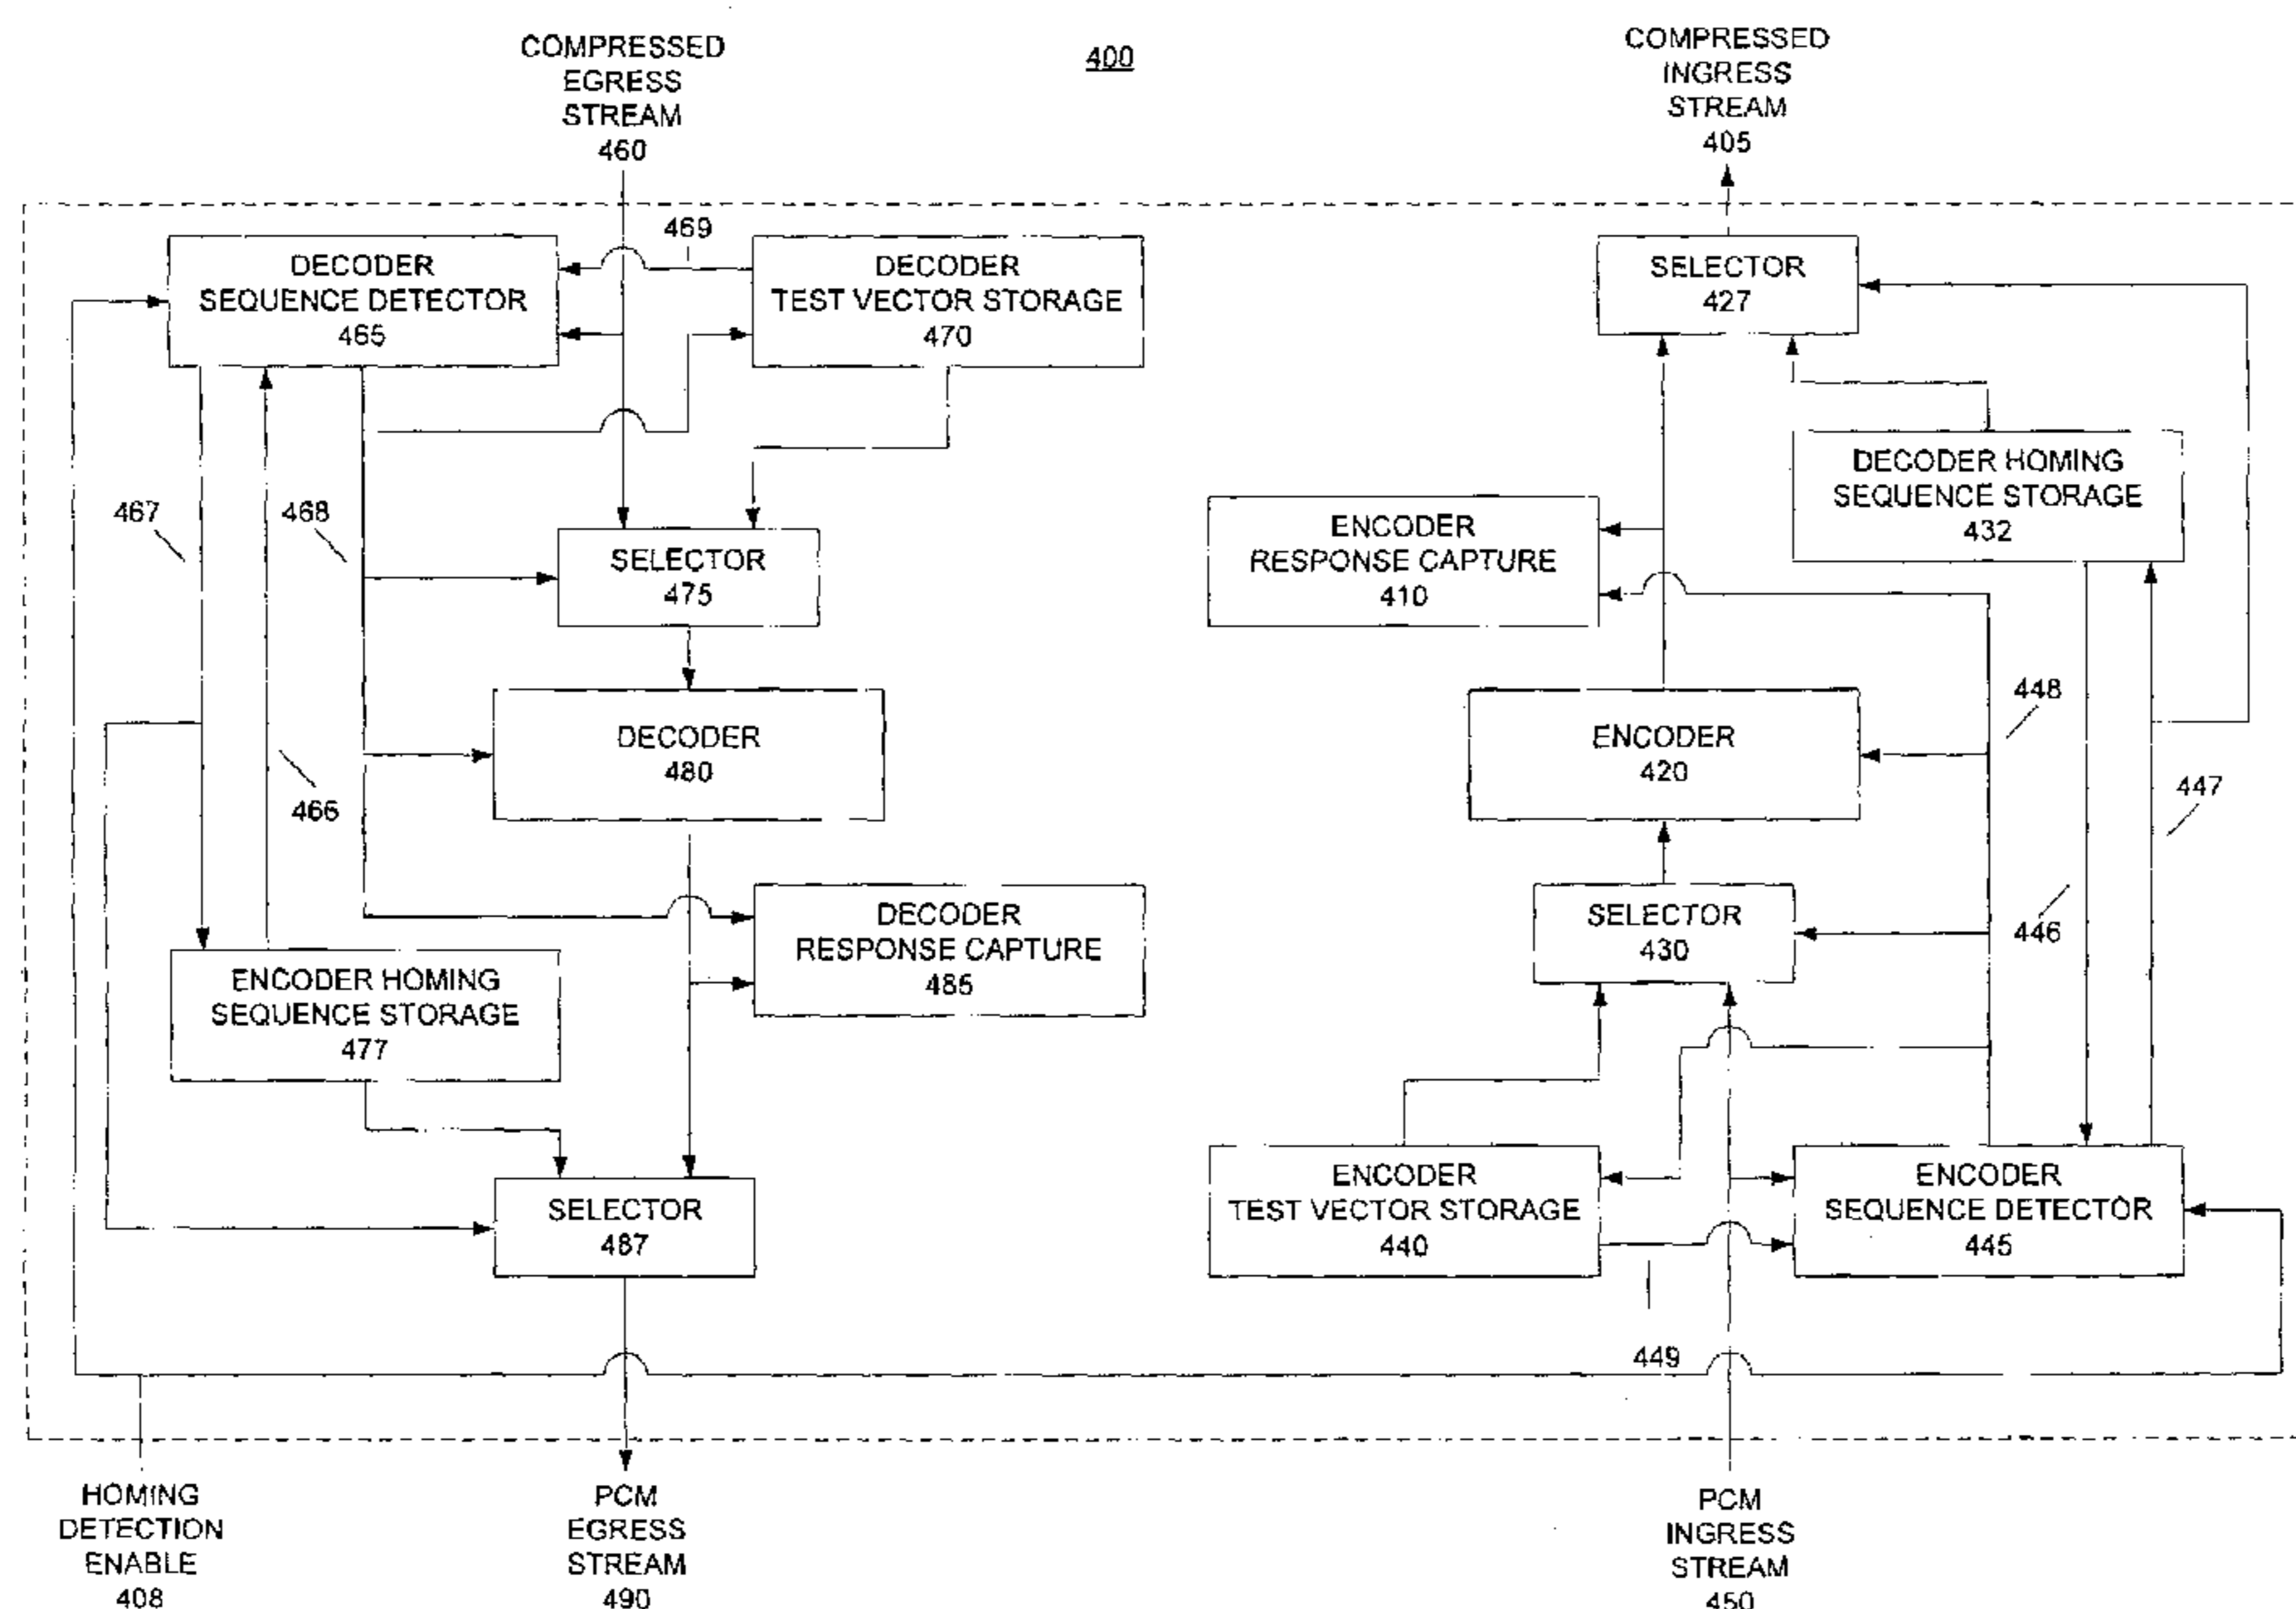 400
COMPRESSED
EGRESS
STREAM
460
COMPRESSED
INGRESS
STREAM
405
469
DECODER
SEQUENCE DETECTOR
465
DECODER
TEST VECTOR STORAGE
470
SELECTOR
427
467
468
SELECTOR
475
ENCODER
RESPONSE CAPTURE
410
DECODER HOMING
SEQUENCE STORAGE
432
DECODER
480
466
ENCODER
420
448
447
446
ENCODER HOMING
SEQUENCE STORAGE
477
DECODER
RESPONSE CAPTURE
485
SELECTOR
430
SELECTOR
487
ENCODER
TEST VECTOR STORAGE
440
ENCODER
SEQUENCE DETECTOR
445
449
HOMING
DETECTION
ENABLE
408
PCM
EGRESS
STREAM
490
PCM
INGRESS
STREAM
450